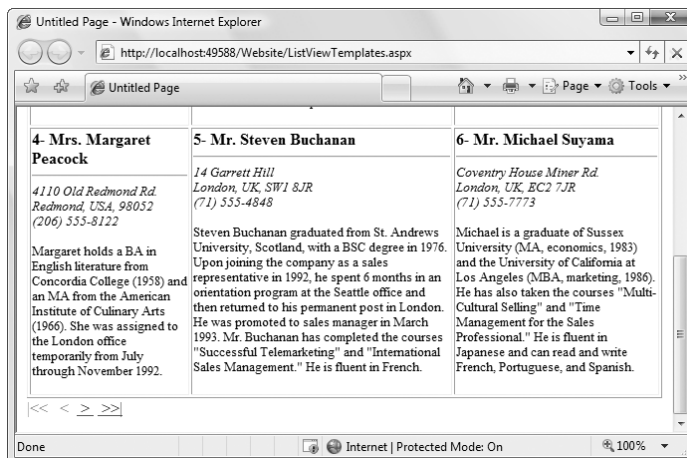 Untitled Page - Windows Internet Explorer
http://localhost:49588/Website/ListViewTemplates.aspx
Untitled Page
Page
Tools
4- Mrs. Margaret
Peacock
4110 Old Redmond Rd.
Redmond, USA, 98052
(206) 555-8122
Margaret holds a BA in
English literature from
Concordia College (1958) and
an MA from the American
Institute of Culinary Arts
(1966). She was assigned to
the London office
temporarily from July
through November 1992.
5- Mr. Steven Buchanan
14 Garrett Hill
London, UK, SW1 8JR
(71) 555-4848
Steven Buchanan graduated from St. Andrews
University, Scotland, with a BSC degree in 1976.
Upon joining the company as a sales
representative in 1992, he spent 6 months in an
orientation program at the Seattle office and
then returned to his permanent post in London.
He was promoted to sales manager in March
1993. Mr. Buchanan has completed the courses
"Successful Telemarketing" and "International
Sales Management." He is fluent in French.
6- Mr. Michael Suyama
Coventry House Miner Rd.
London, UK, EC2 7JR
(71) 555-7773
Michael is a graduate of Sussex
University (MA, economics, 1983)
and the University of California at
Los Angeles (MBA, marketing, 1986).
He has also taken the courses "Multi-
Cultural Selling" and "Time
Management for the Sales
Professional." He is fluent in
Japanese and can read and write
French, Portuguese, and Spanish.
|<< < > >>|
Done
Internet | Protected Mode: On
100%